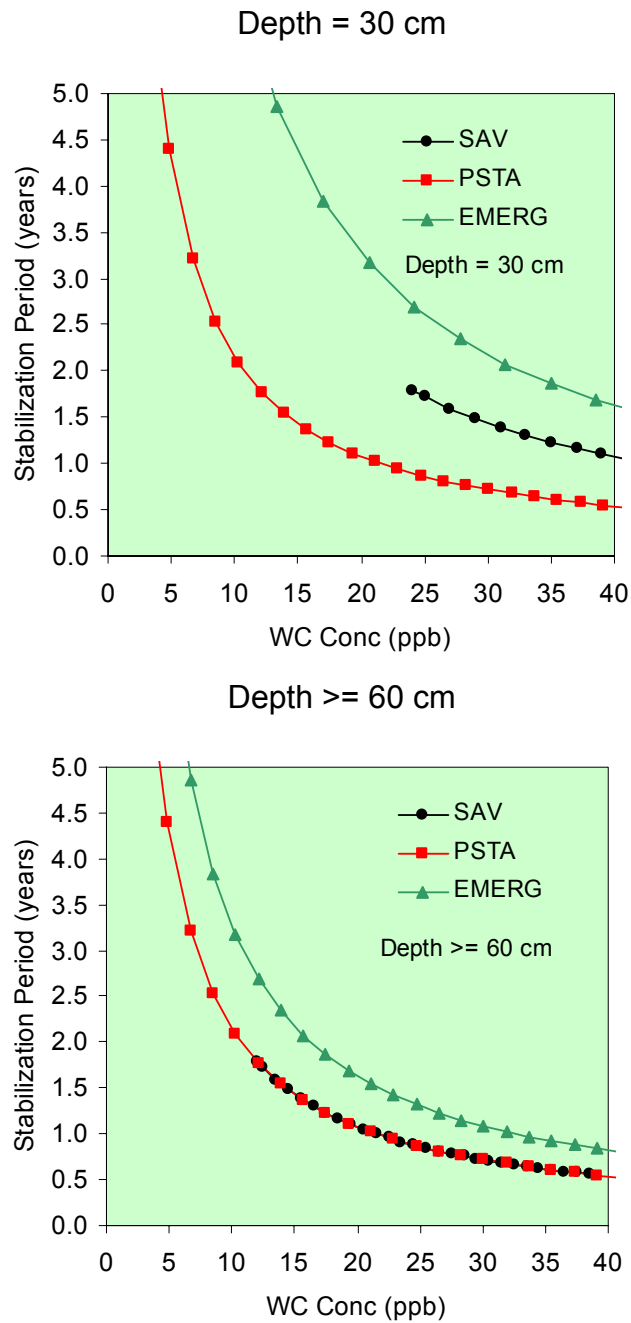 Depth = 30 cm
5.0
4.5
4.0
3.5
3.0
2.5
2.0
1.5
1.0
0.5
0.0
Stabilization Period (years)
SAV
PSTA
EMERG
Depth = 30 cm
0 5 10 15 20 25 30 35 40
WC Conc (ppb)
Depth >= 60 cm
5.0
4.5
4.0
3.5
3.0
2.5
2.0
1.5
1.0
0.5
0.0
Stabilization Period (years)
SAV
PSTA
EMERG
Depth >= 60 cm
0 5 10 15 20 25 30 35 40
WC Conc (ppb)